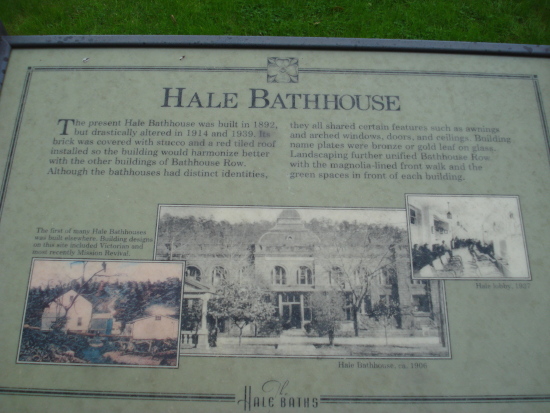 HALE BATHHOUSE
The present Hale Bathhouse was built in 1892,
but drastically altered in 1914 and 1939. Its
brick was covered with stucco and a red tiled roof
installed so the building would harmonize better
with the other buildings of Bathhouse Row.
Although the bathhouses had distinct identities,
they all shared certain features such as awnings
and arched windows, doors, and ceilings. Building
name plates were bronze or gold leaf on glass.
Landscaping further unified Bathhouse Row,
with the magnolia-lined front walk and the
green spaces in front of each building.
The first of many Hale Bathhouses
was built elsewhere. Building designs
on this site included Victorian and
most recently Mission Revival.
Hale lobby, 1917
Hale Bathhouse, ca. 1906
The
HALE BATHS